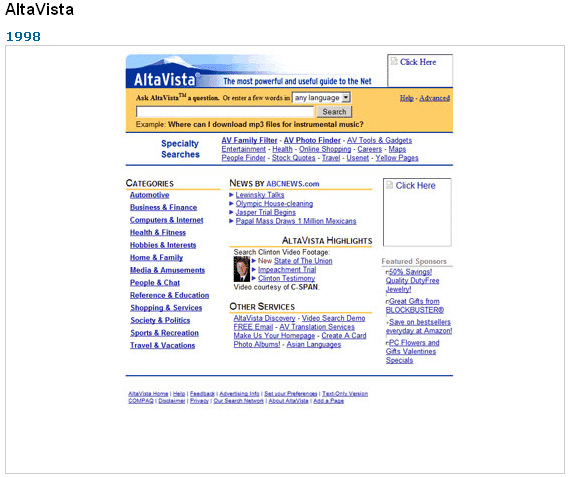 AltaVista
1998
AltaVista® The most powerful and useful guide to the Net
Click Here
Ask AltaVista™ a question. Or enter a few words in any language
Help - Advanced
Search
Example: Where can I download mp3 files for instrumental music?
Specialty Searches
AV Family Filter - AV Photo Finder - AV Tools & Gadgets
Entertainment - Health - Online Shopping - Careers - Maps
People Finder - Stock Quotes - Travel - Usenet - Yellow Pages
CATEGORIES
Automotive
Business & Finance
Computers & Internet
Health & Fitness
Hobbies & Interests
Home & Family
Media & Amusements
People & Chat
Reference & Education
Shopping & Services
Society & Politics
Sports & Recreation
Travel & Vacations
NEWS BY ABCNEWS.com
Lewinsky Talks
Olympic House-cleaning
Jasper Trial Begins
Papal Mass Draws 1 Million Mexicans
ALTAVISTA HIGHLIGHTS
Search Clinton Video Footage:
New State of The Union
Impeachment Trial
Clinton Testimony
Video courtesy of C-SPAN.
OTHER SERVICES
AltaVista Discovery - Video Search Demo
FREE Email - AV Translation Services
Make Us Your Homepage - Create A Card
Photo Albums! - Asian Languages
Click Here
Featured Sponsors
50% Savings!
Quality DutyFree
Jewelry!
Great Gifts from
BLOCKBUSTER®
Save on bestsellers
everyday at Amazon!
PC Flowers and
Gifts Valentines
Specials
AltaVista Home | Help | Feedback | Advertising Info | Set your Preferences | Text-Only Version
COMPAQ | Disclaimer | Privacy | Our Search Network | About AltaVista | Add a Page